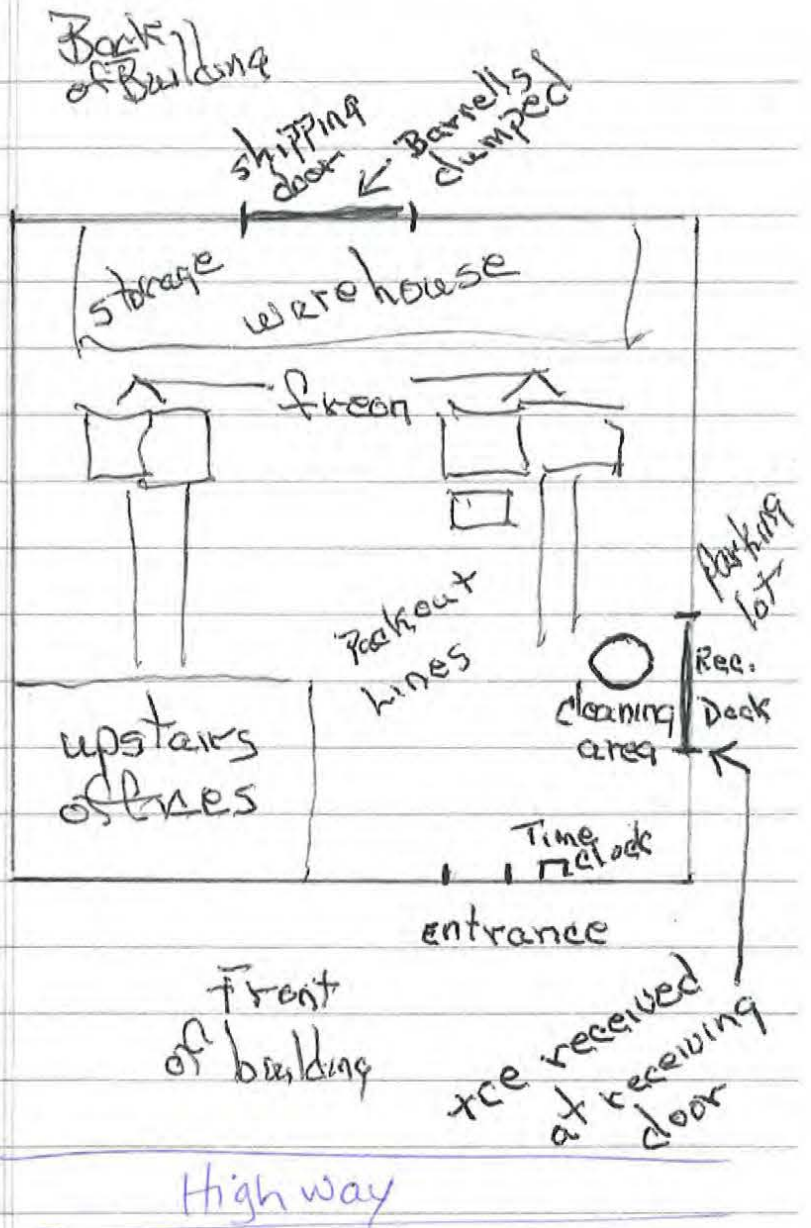 Back
of Building
shipping
door
Barrells
dumped
storage
warehouse
freon
Parking
lot
Packout
Lines
Rec.
Dock
cleaning
area
upstairs
offices
Time
clock
Entrance
Front
of building
tce received
at receiving
door
Highway